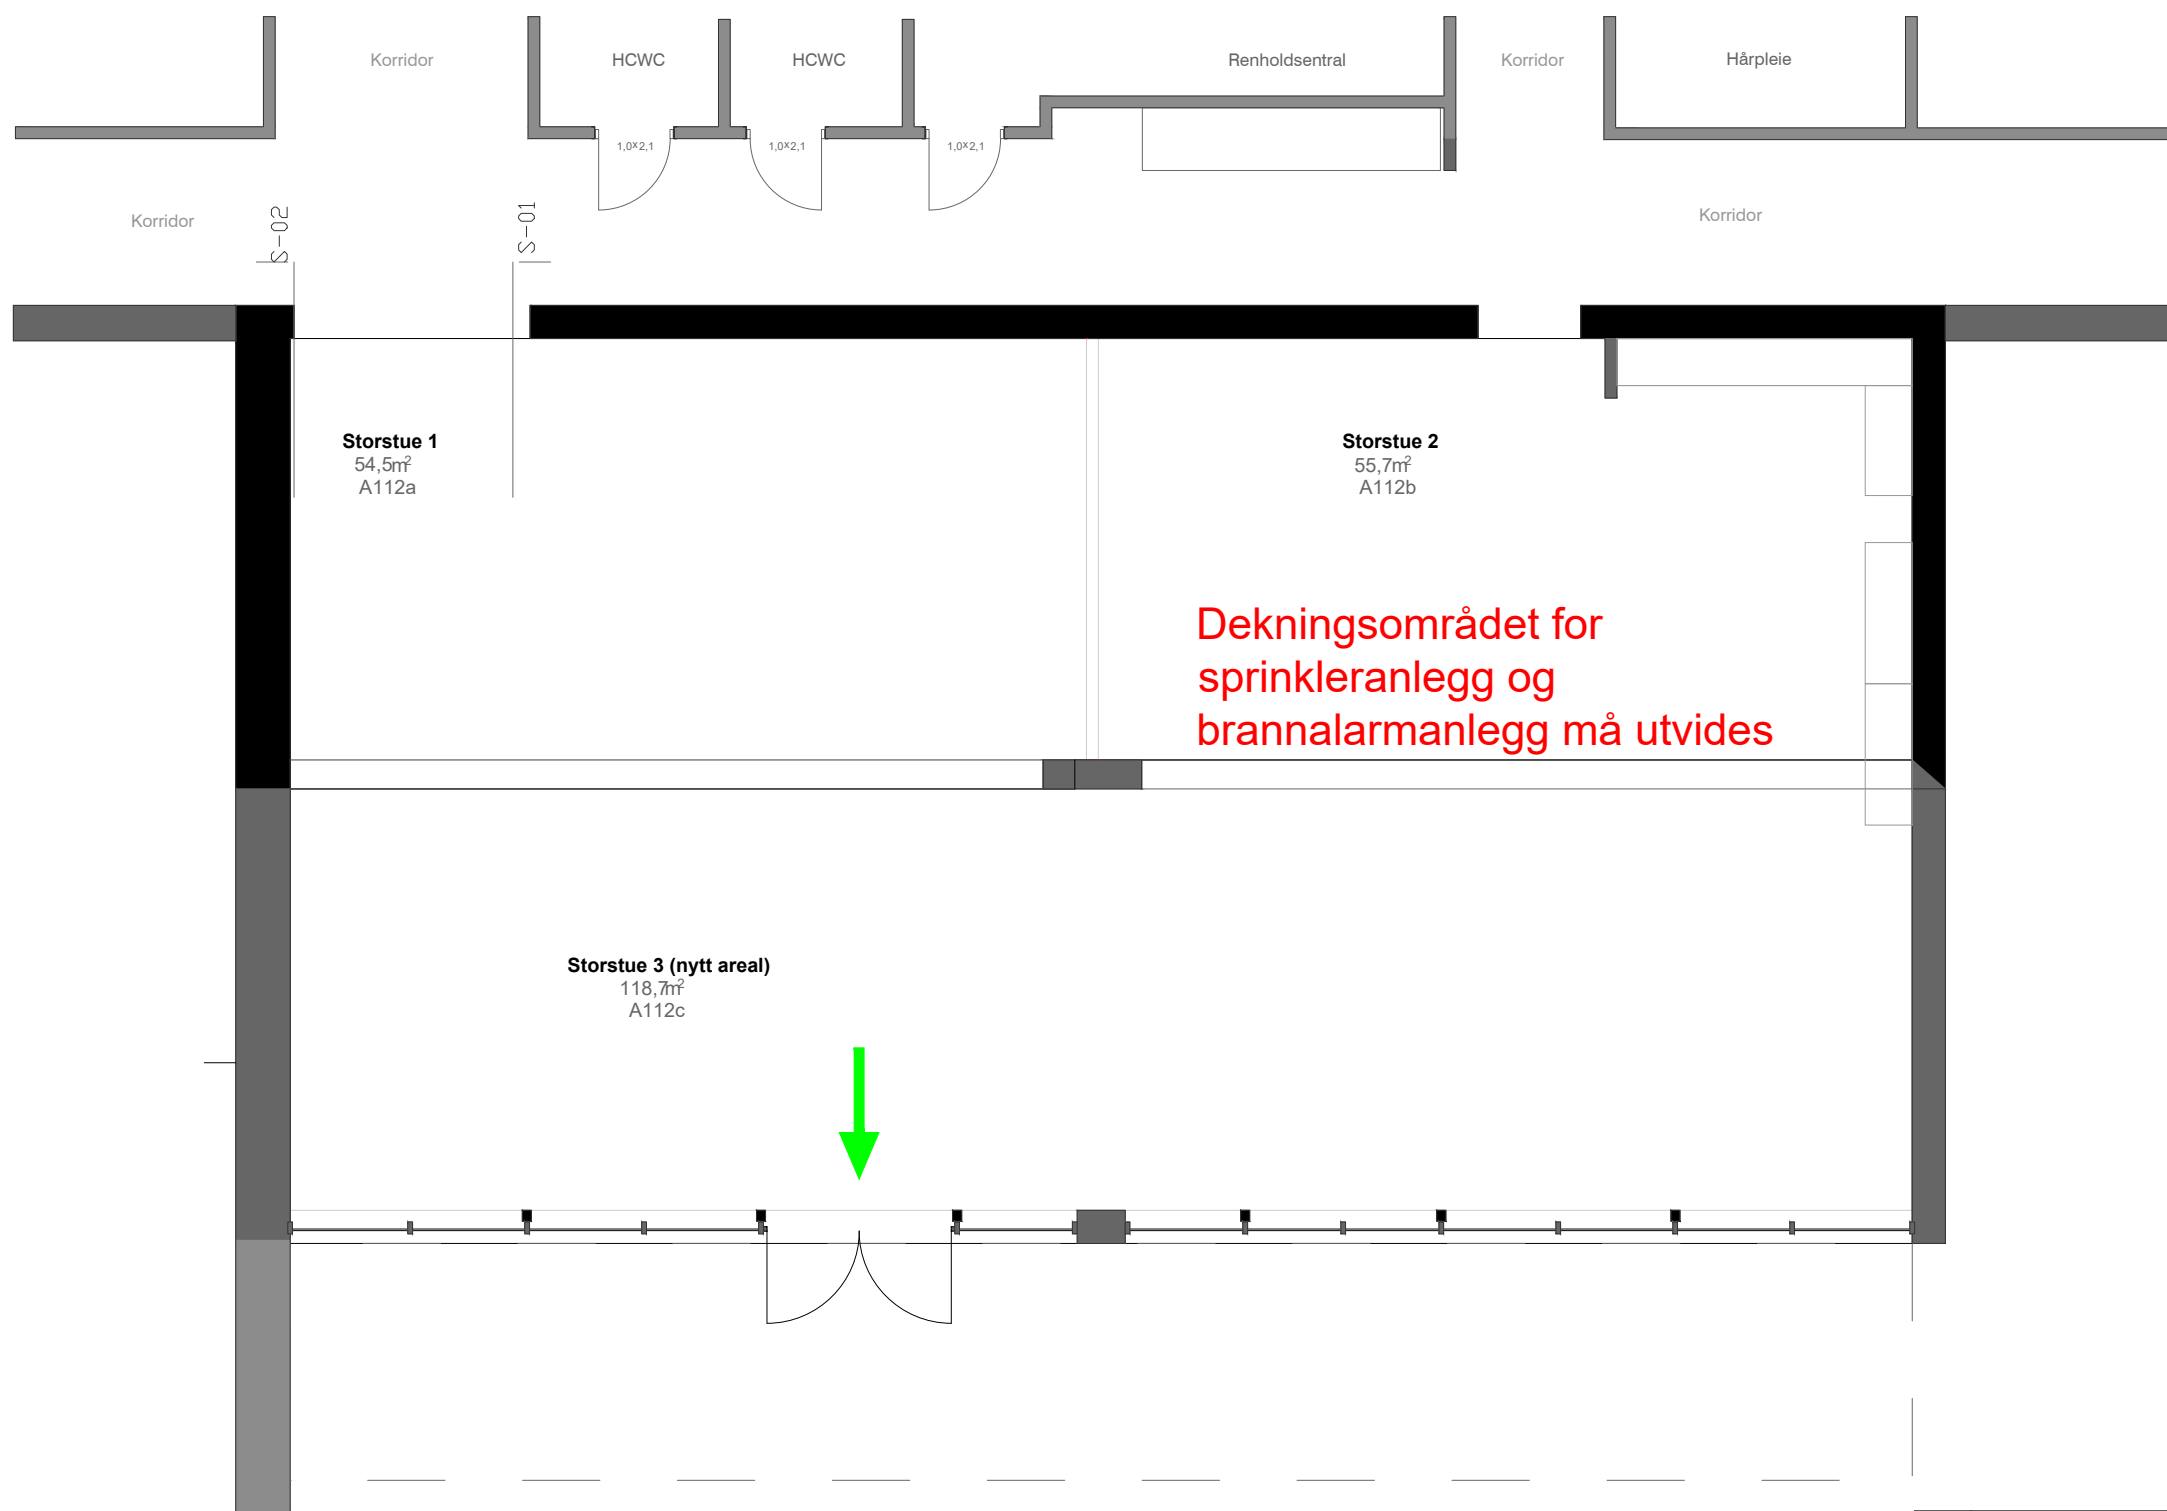 Korridor
HCWC
HCWC
Renholdsentral
Korridor
Hårpleie
1,0x2,1
1,0x2,1
1,0x2,1
Korridor
S-02
S-01
Korridor
Storstue 1
54,5m²
A112a
Storstue 2
55,7m²
A112b
Dekningsområdet for
sprinkleranlegg og
brannalarmanlegg må utvides
Storstue 3 (nytt areal)
118,7m²
A112c